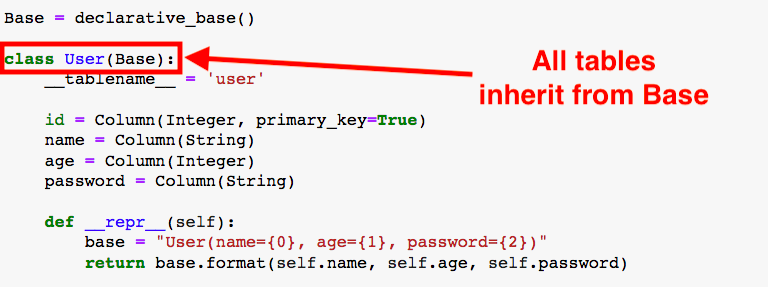 Base = declarative_base()
class User(Base):
    __tablename__ = 'user'
All tables
inherit from Base
    id = Column(Integer, primary_key=True)
    name = Column(String)
    age = Column(Integer)
    password = Column(String)
    def __repr__(self):
        base = "User(name={0}, age={1}, password={2})"
        return base.format(self.name, self.age, self.password)